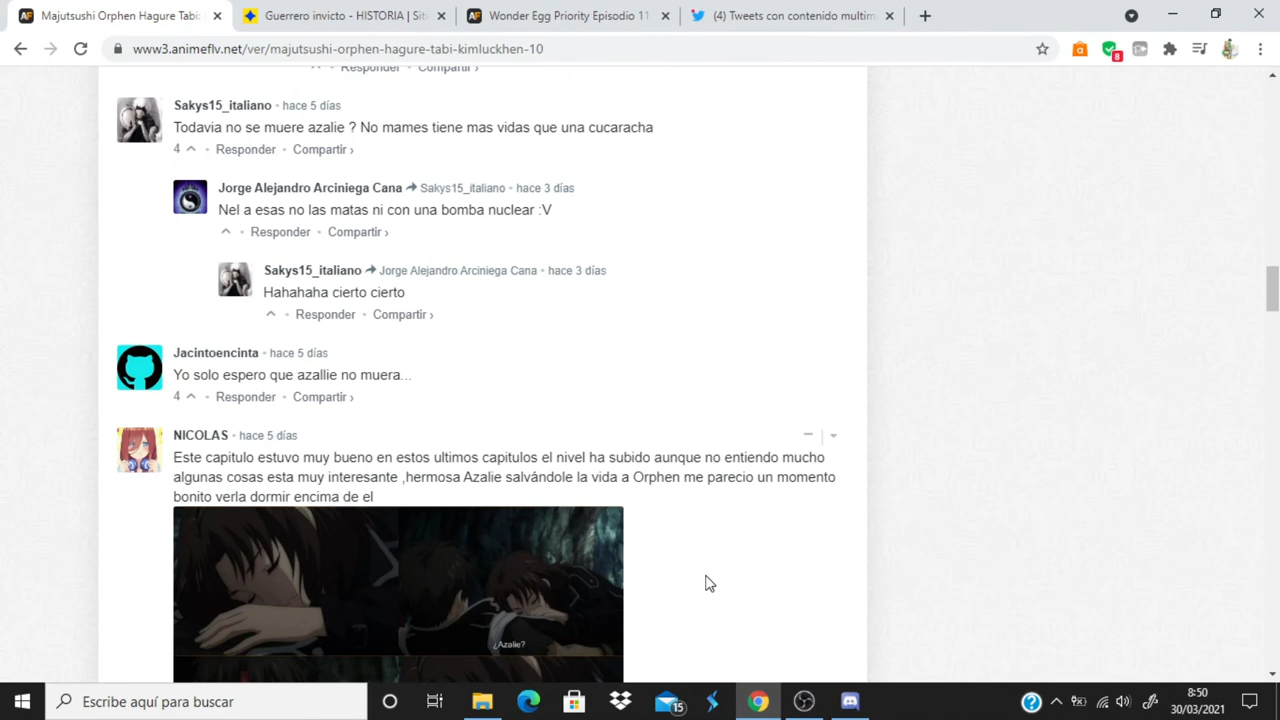 Majutsushi Orphen Hagure Tabi
Guerrero invicto - HISTORIA | Siti
Wonder Egg Priority Episodio 11
(4) Tweets con contenido multim
www3.animeflv.net/ver/majutsushi-orphen-hagure-tabi-kimluckhen-10
8
Responder Compartir ›
Sakys15_italiano • hace 5 días
Todavia no se muere azalie ? No mames tiene mas vidas que una cucaracha
4 • Responder • Compartir ›
Jorge Alejandro Arciniega Cana Sakys15_italiano • hace 3 días
Nel a esas no las matas ni con una bomba nuclear :V
• Responder • Compartir ›
Sakys15_italiano Jorge Alejandro Arciniega Cana • hace 3 días
Hahahaha cierto cierto
• Responder • Compartir ›
Jacintoencinta • hace 5 días
Yo solo espero que azallie no muera...
4 • Responder • Compartir ›
NICOLAS • hace 5 días
Este capitulo estuvo muy bueno en estos ultimos capitulos el nivel ha subido aunque no entiendo mucho
algunas cosas esta muy interesante ,hermosa Azalie salvándole la vida a Orphen me parecio un momento
bonito verla dormir encima de el
¿Azalie?
Escribe aquí para buscar
15
8:50
30/03/2021